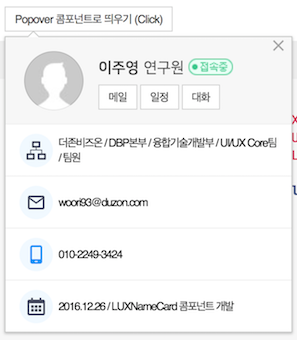 Popover 콤포넌트로 띄우기 (Click)
이주영 연구원 접속중
메일 일정 대화
더존비즈온 / DBP본부 / 융합기술개발부 / UI/UX Core팀
/ 팀원
woori93@duzon.com
010-2249-3424
2016.12.26 / LUXNameCard 콤포넌트 개발